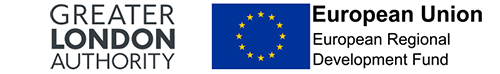 GREATER
LONDON
AUTHORITY
European Union
European Regional
Development Fund